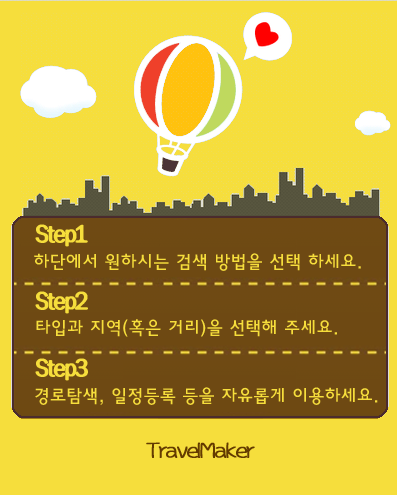 Step1
하단에서 원하시는 검색 방법을 선택 하세요.
Step2
타입과 지역(혹은 거리)을 선택해 주세요.
Step3
경로탐색, 일정등록 등을 자유롭게 이용하세요.
TravelMaker